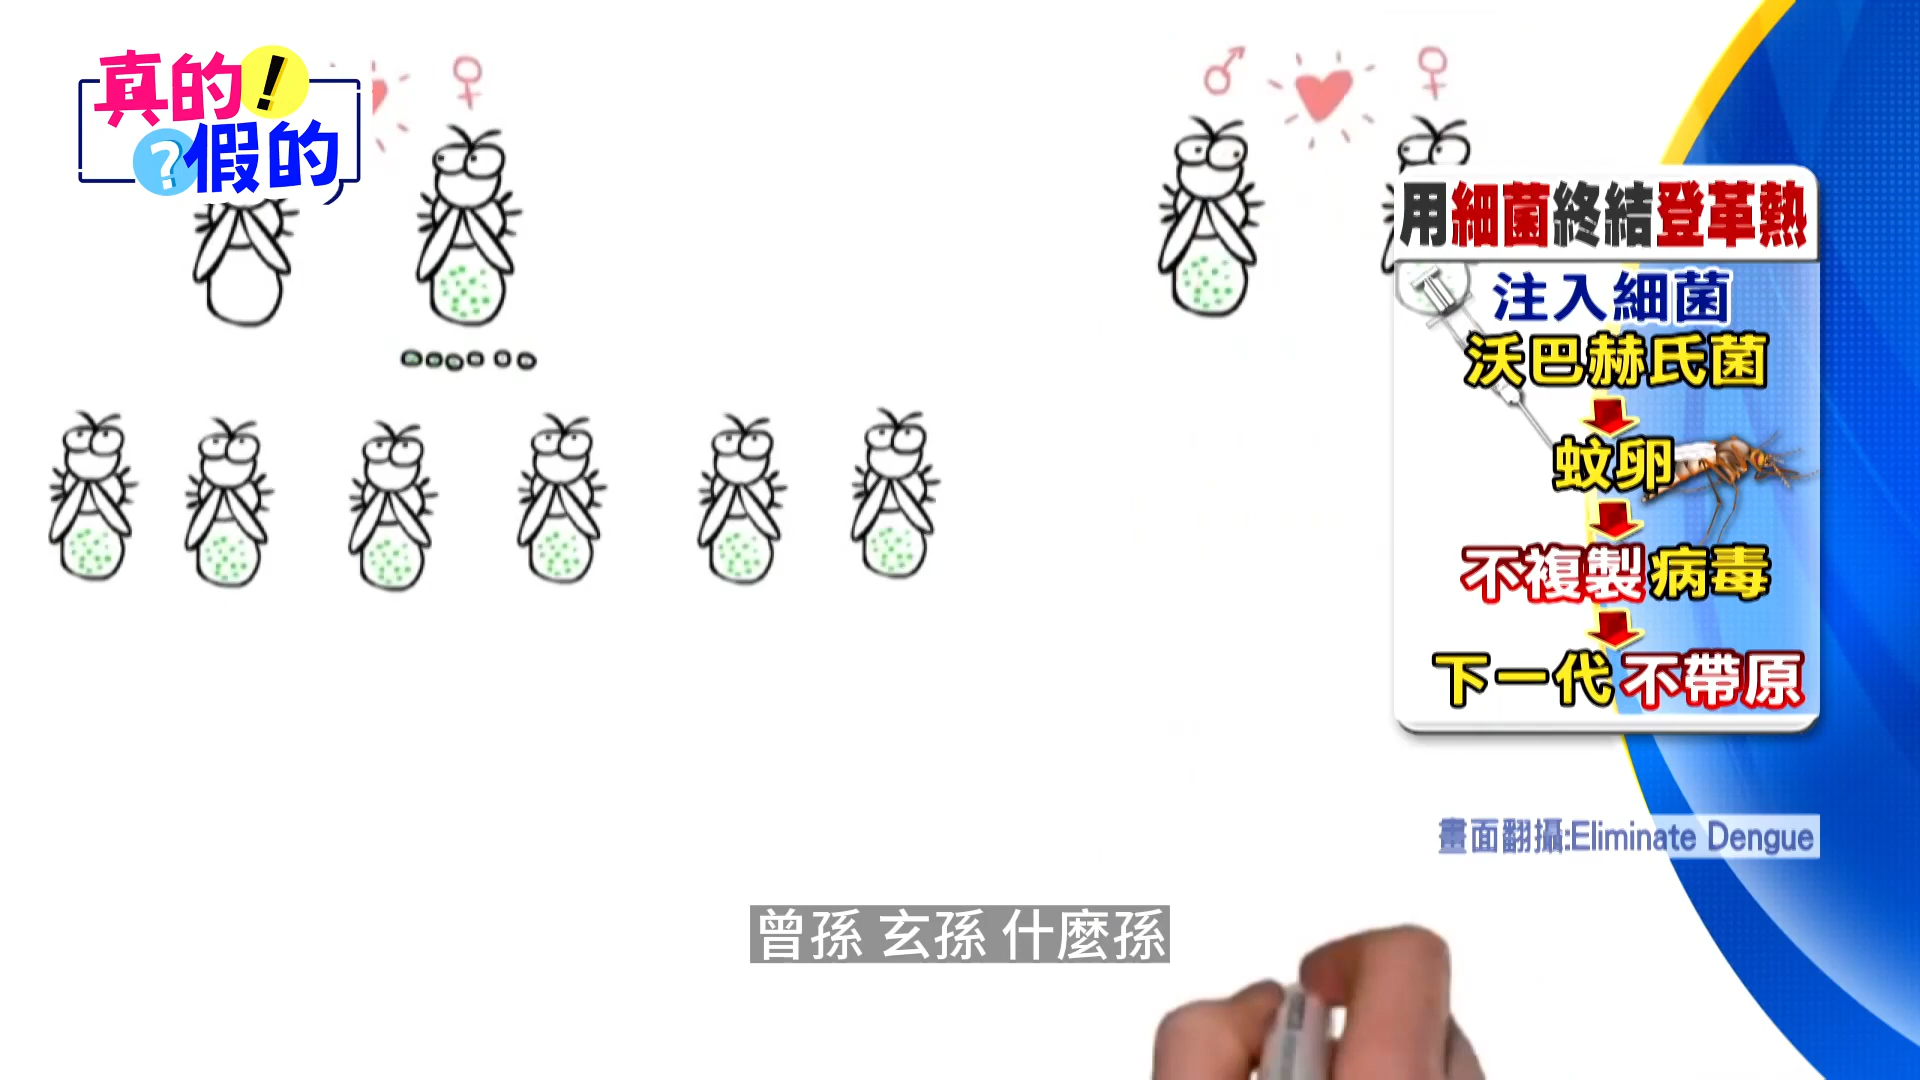 真的!
?假的
用細菌終結登革熱
注入細菌
沃巴赫氏菌
蚊卵
不複製病毒
下一代不帶原
畫面翻攝:Eliminate Dengue
曾孫 玄孫 什麼孫